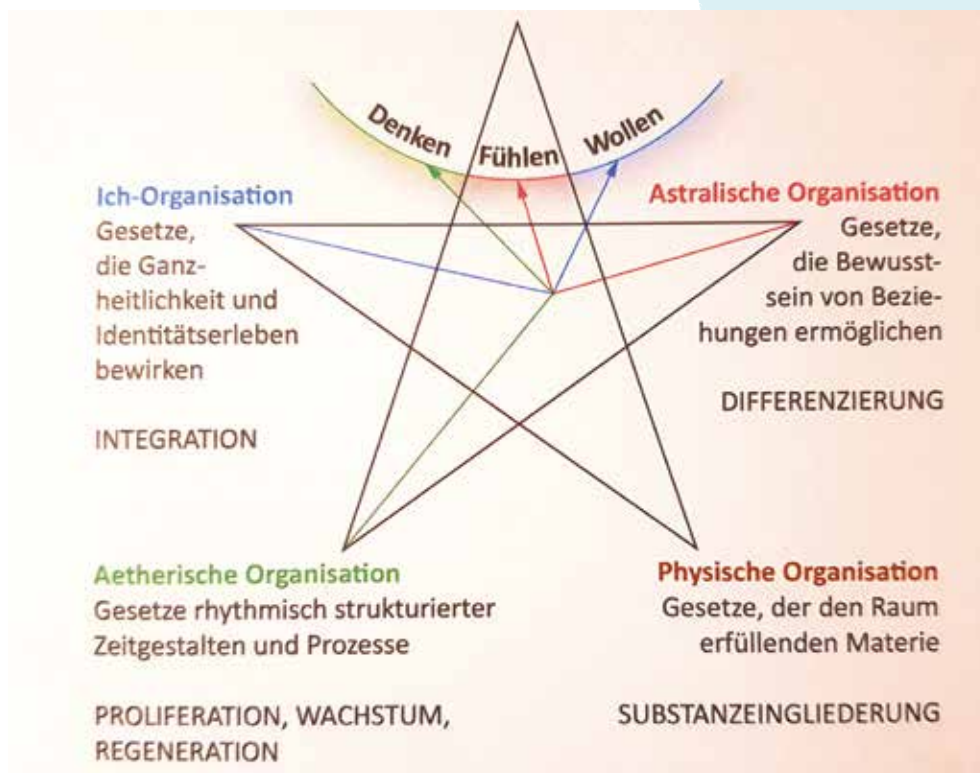 Denken
Fühlen
Wollen
Ich-Organisation
Gesetze,
die Ganz-
heitlichkeit und
Identitätserleben
bewirken
INTEGRATION
Astralische Organisation
Gesetze,
die Bewusst-
sein von Bezie-
hungen ermöglichen
DIFFERENZIERUNG
Aetherische Organisation
Gesetze rhythmisch strukturierter
Zeitgestalten und Prozesse
PROLIFERATION, WACHSTUM,
REGENERATION
Physische Organisation
Gesetze, der den Raum
erfüllenden Materie
SUBSTANZEINGLIEDERUNG